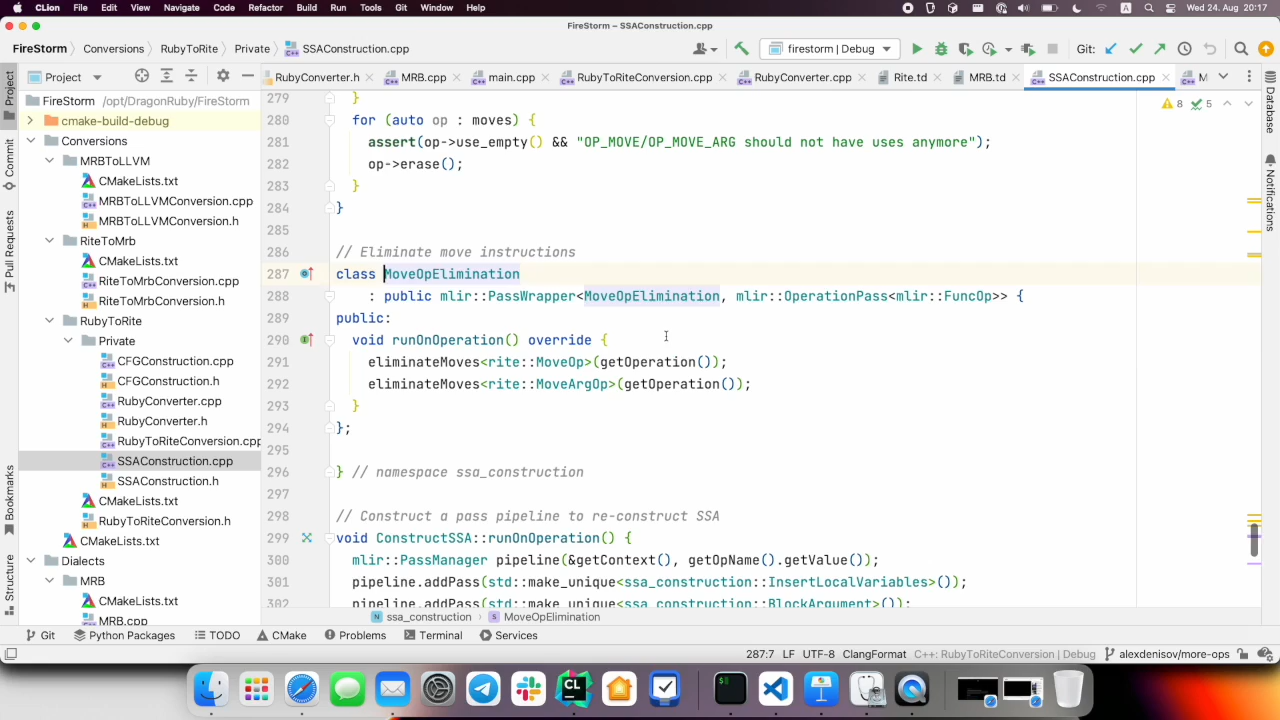 CLion File Edit View Navigate Code Refactor Build Run Tools Git Window Help Wed 24. Aug 20:17
FireStorm – SSAConstruction.cpp
FireStorm Conversions RubyToRite Private SSAConstruction.cpp firestorm | Debug Git:
Project RubyConverter.h MRB.cpp main.cpp RubyToRiteConversion.cpp RubyConverter.cpp Rite.td MRB.td SSAConstruction.cpp M
Project
Commit
Pull Requests
Bookmarks
Structure
FireStorm /opt/DragonRuby/FireStorm
cmake-build-debug
Conversions
MRBToLLVM
CMakeLists.txt
MRBToLLVMConversion.cpp
MRBToLLVMConversion.h
RiteToMrb
CMakeLists.txt
RiteToMrbConversion.cpp
RiteToMrbConversion.h
RubyToRite
Private
CFGConstruction.cpp
CFGConstruction.h
RubyConverter.cpp
RubyConverter.h
RubyToRiteConversion.cpp
SSAConstruction.cpp
SSAConstruction.h
CMakeLists.txt
RubyToRiteConversion.h
CMakeLists.txt
Dialects
MRB
CMakeLists.txt
MRB.cpp
8 5
279 }
280 for (auto op : moves) {
281 assert(op->use_empty() && "OP_MOVE/OP_MOVE_ARG should not have uses anymore");
282 op->erase();
283 }
284 }
285
286 // Eliminate move instructions
287 class MoveOpElimination
288 : public mlir::PassWrapper<MoveOpElimination, mlir::OperationPass<mlir::FuncOp>> {
289 public:
290 void runOnOperation() override {
291 eliminateMoves<rite::MoveOp>(getOperation());
292 eliminateMoves<rite::MoveArgOp>(getOperation());
293 }
294 };
295
296 } // namespace ssa_construction
297
298 // Construct a pass pipeline to re-construct SSA
299 void ConstructSSA::runOnOperation() {
300 mlir::PassManager pipeline(&getContext(), getOpName().getValue());
301 pipeline.addPass(std::make_unique<ssa_construction::InsertLocalVariables>());
302 pipeline.addPass(std::make_unique<ssa_construction::BlockArgument>());
Database
Notifications
ssa_construction MoveOpElimination
Git Python Packages TODO CMake Problems Terminal Services
287:7 LF UTF-8 ClangFormat C++: RubyToRiteConversion | Debug alexdenisov/more-ops